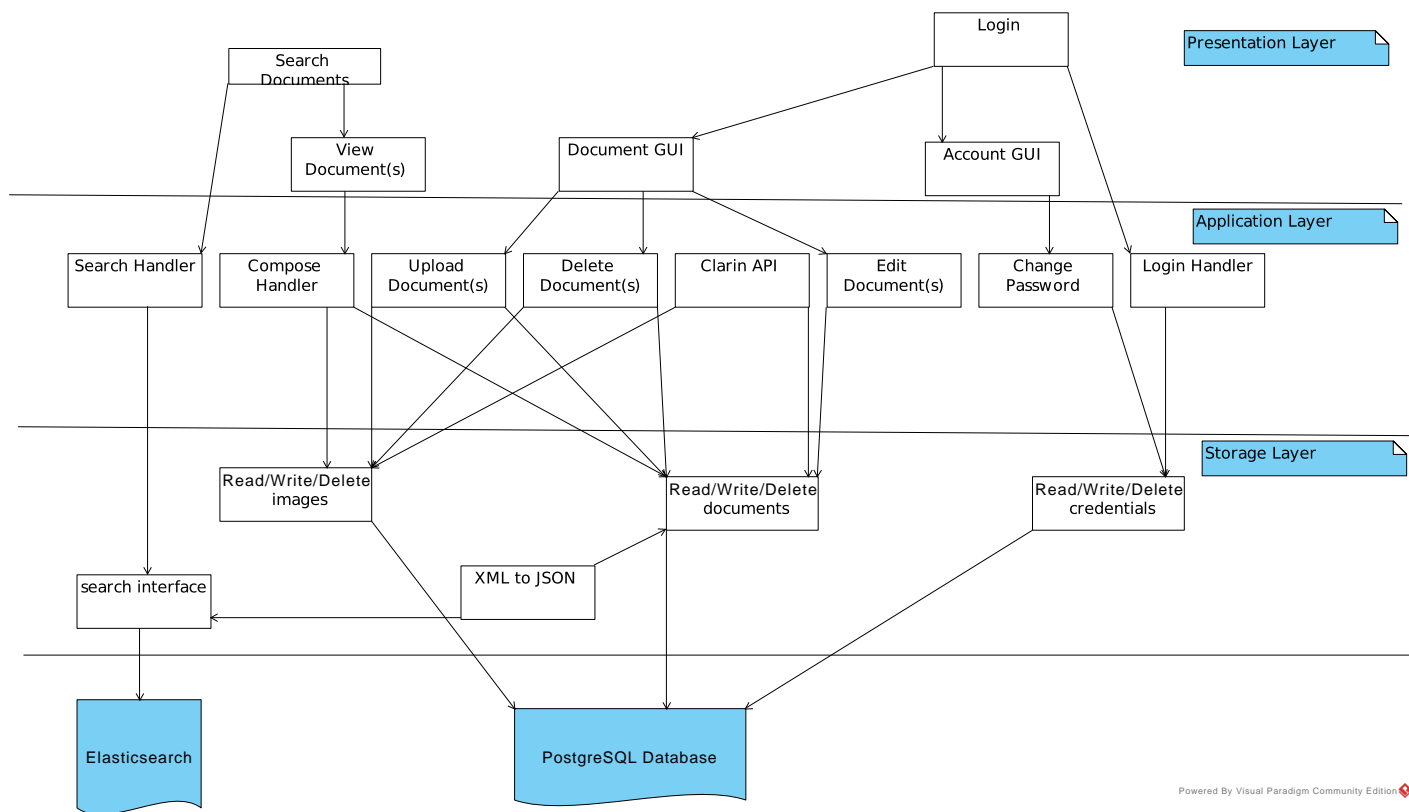 Login
Presentation Layer
Search
Documents
View
Document(s)
Document GUI
Account GUI
Application Layer
Search Handler
Compose
Handler
Upload
Document(s)
Delete
Document(s)
Clarin API
Edit
Document(s)
Change
Password
Login Handler
Storage Layer
Read/Write/Delete
images
Read/Write/Delete
documents
Read/Write/Delete
credentials
search interface
XML to JSON
Elasticsearch
PostgreSQL Database
Powered By Visual Paradigm Community Edition